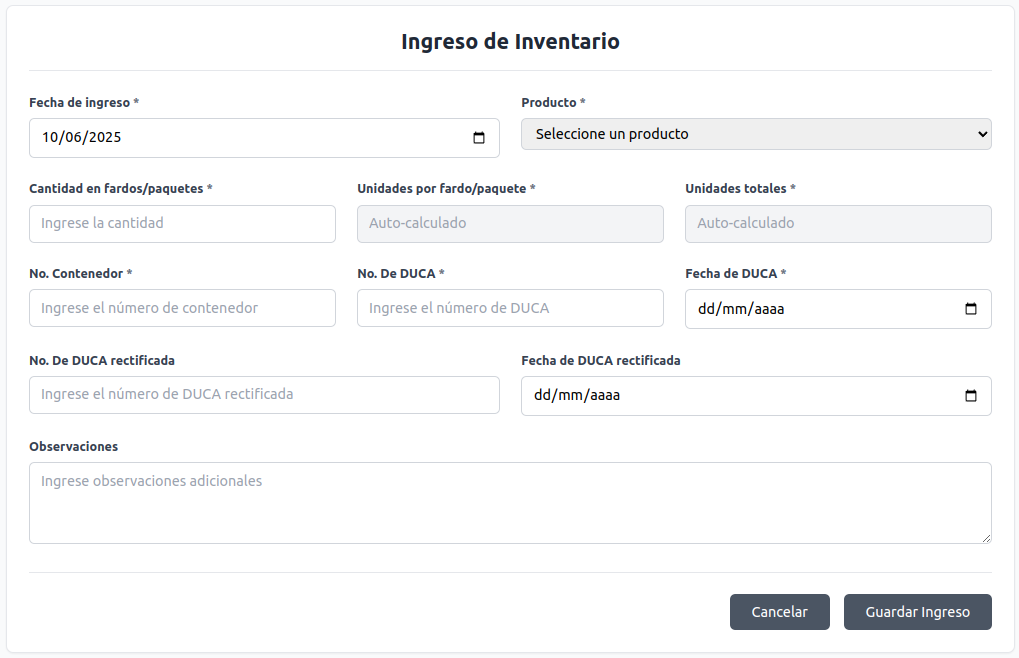 Ingreso de Inventario
Fecha de ingreso * Producto *
10/06/2025 Seleccione un producto
Cantidad en fardos/paquetes * Unidades por fardo/paquete * Unidades totales *
Ingrese la cantidad Auto-calculado Auto-calculado
No. Contenedor * No. De DUCA * Fecha de DUCA *
Ingrese el número de contenedor Ingrese el número de DUCA dd/mm/aaaa
No. De DUCA rectificada Fecha de DUCA rectificada
Ingrese el número de DUCA rectificada dd/mm/aaaa
Observaciones
Ingrese observaciones adicionales
Cancelar Guardar Ingreso